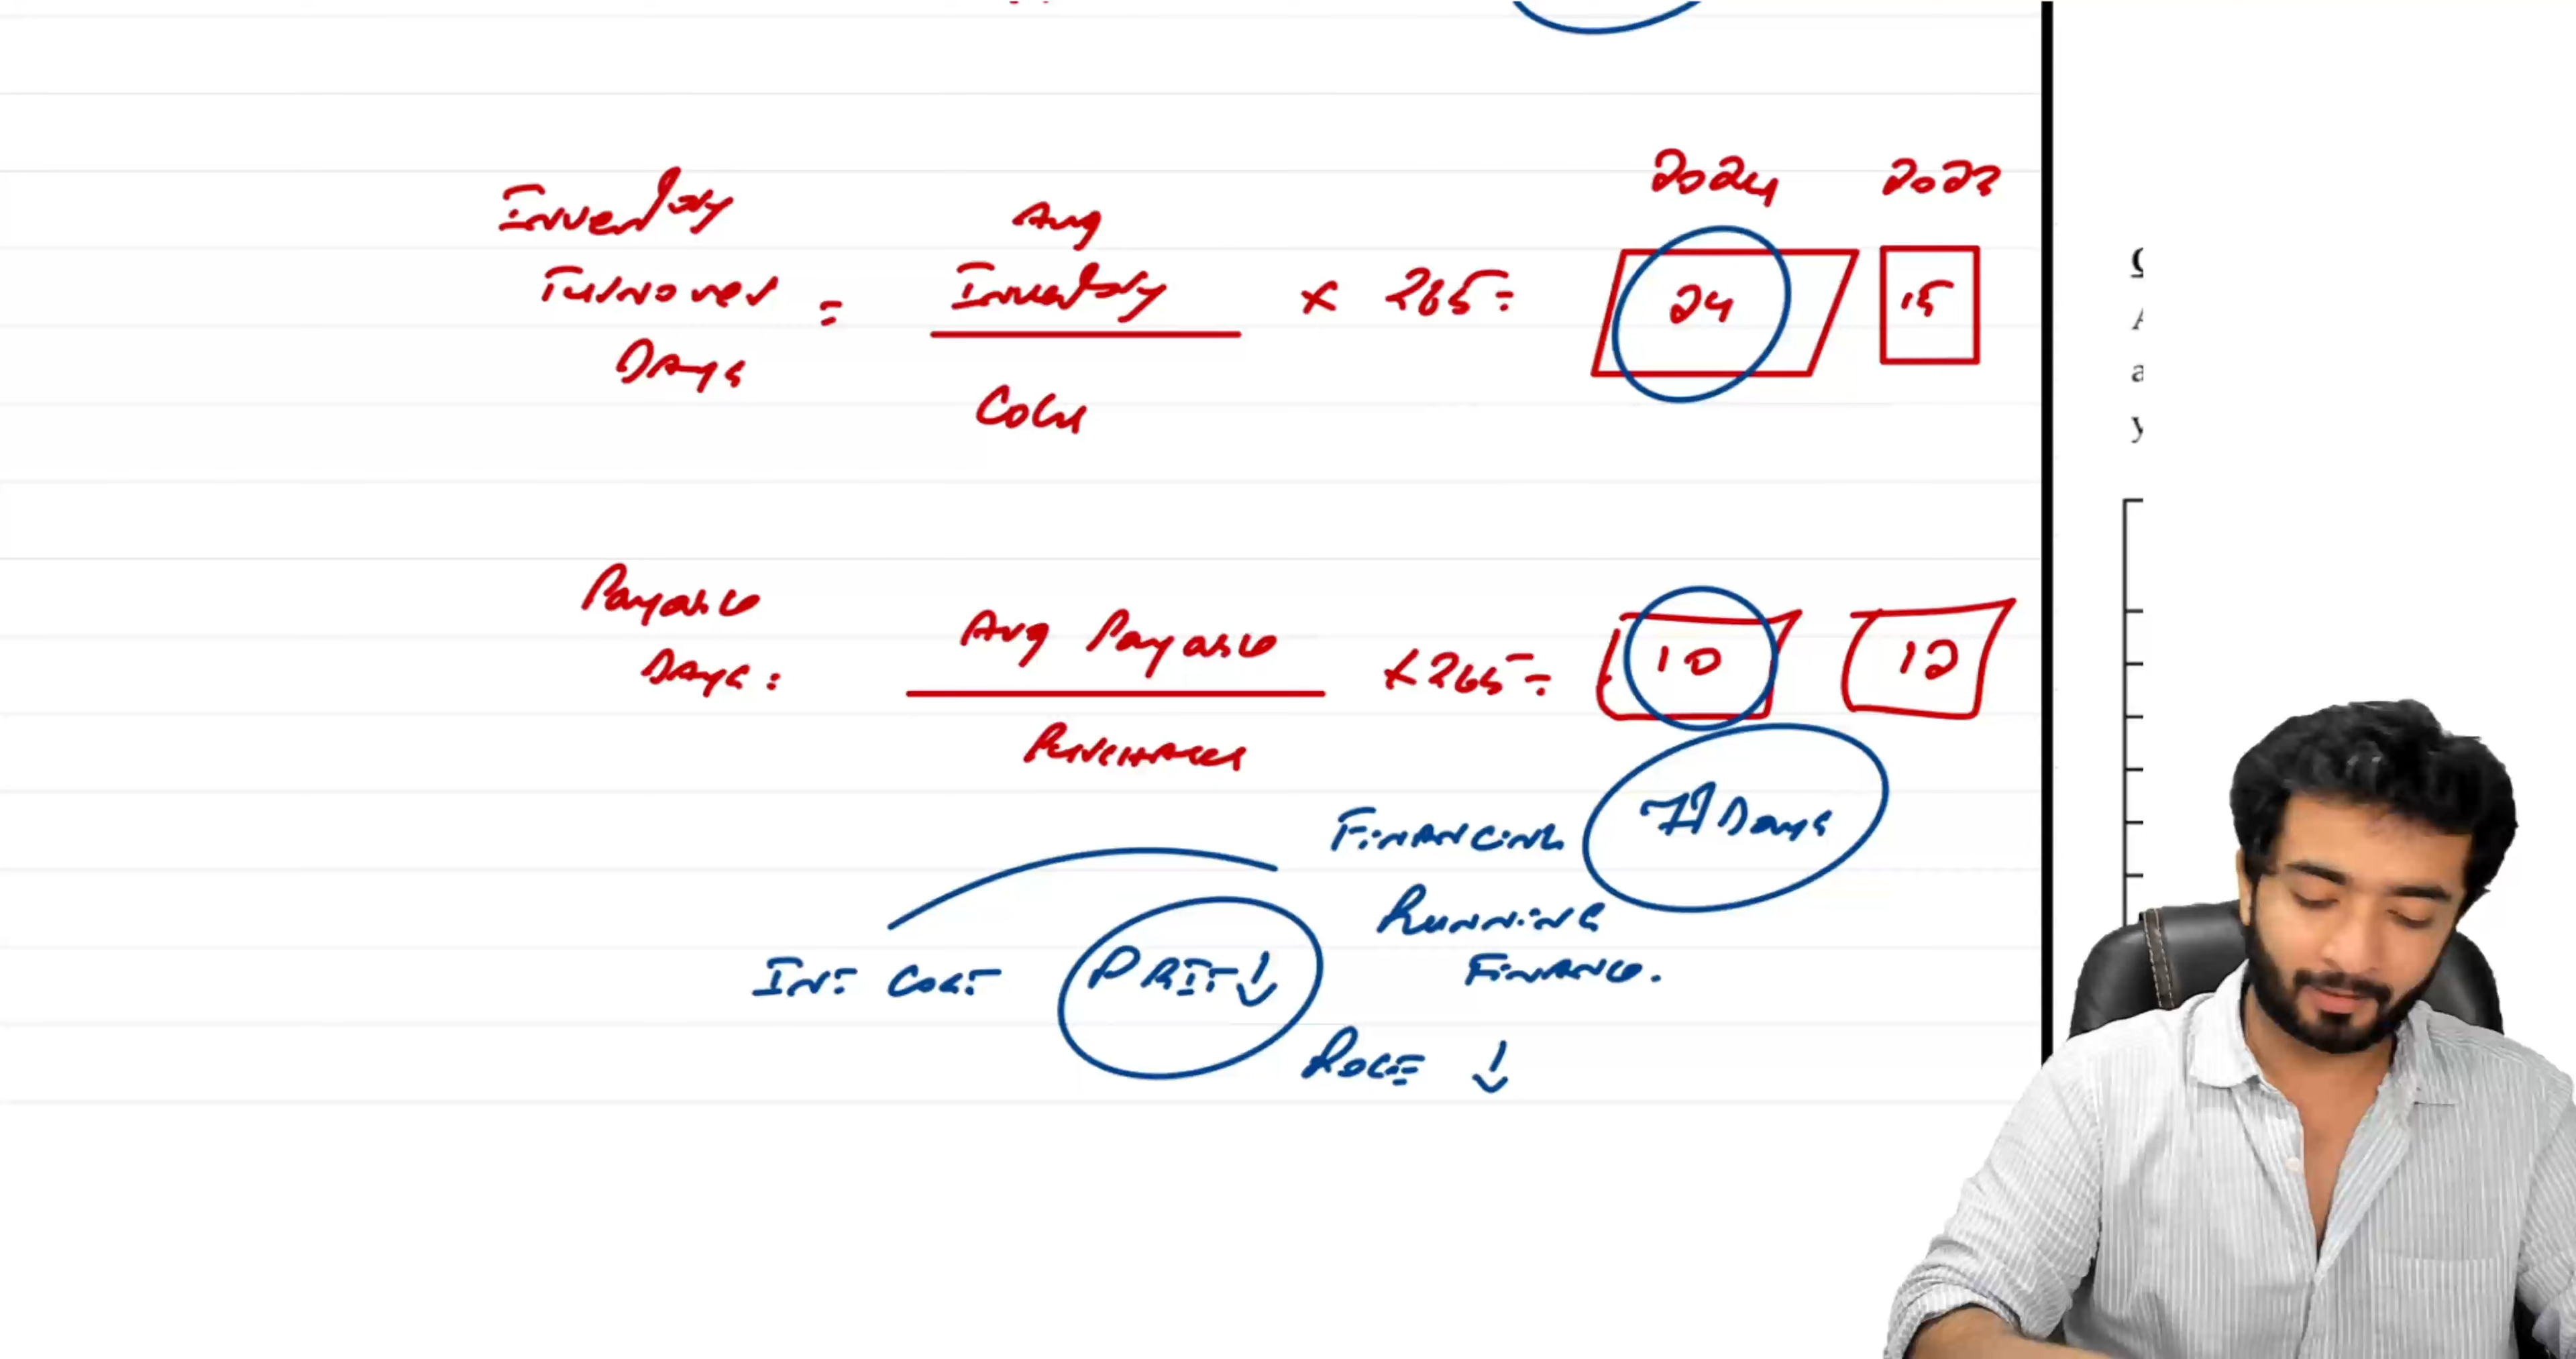 2024 2023
Inventory
Turnover
Days
=
Avg
Inventory
COGS
× 365 =
24 15
Payable
Days =
Avg Payable
Purchases
× 365 =
10 12
Financing 71 Days
Running
Finance.
Int Cost PBIT ↓
ROCE ↓
a
y